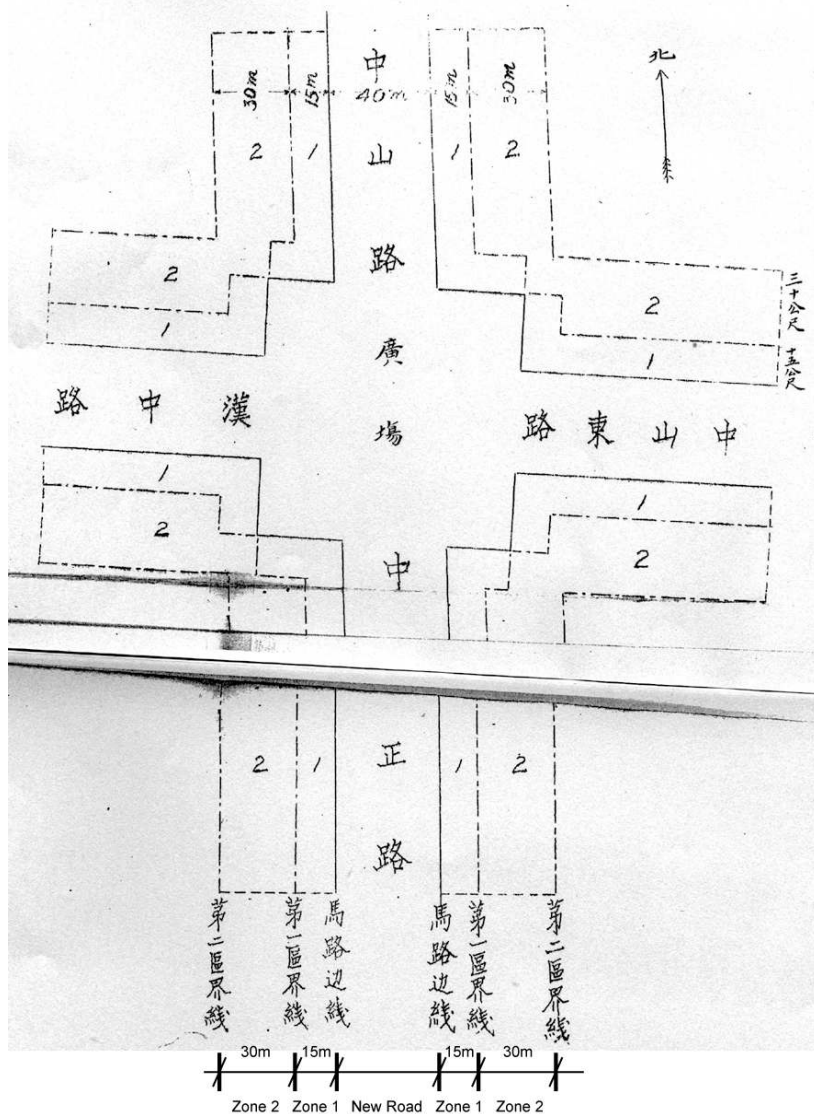 北
30m
15m
40m
15m
30m
2
1
1
2
中山路廣場
2
1
2
1
三十公尺
十五公尺
路中漢
路東山中
1
2
1
2
中正路
2
1
1
2
第二區界綫
第一區界綫
馬路边綫
馬路边綫
第一區界綫
第二區界綫
30m 15m 15m 30m
Zone 2 Zone 1 New Road Zone 1 Zone 2